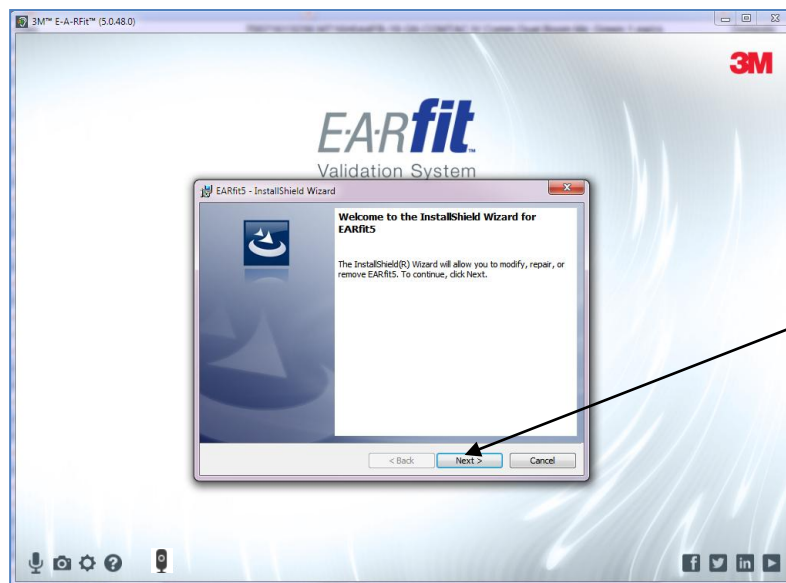 3M™ E-A-RFit™ (5.0.48.0)
3M
E·A·Rfit™
Validation System
EARfit5 - InstallShield Wizard
Welcome to the InstallShield Wizard for
EARfit5
The InstallShield(R) Wizard will allow you to modify, repair, or
remove EARfit5. To continue, click Next.
< Back
Next >
Cancel